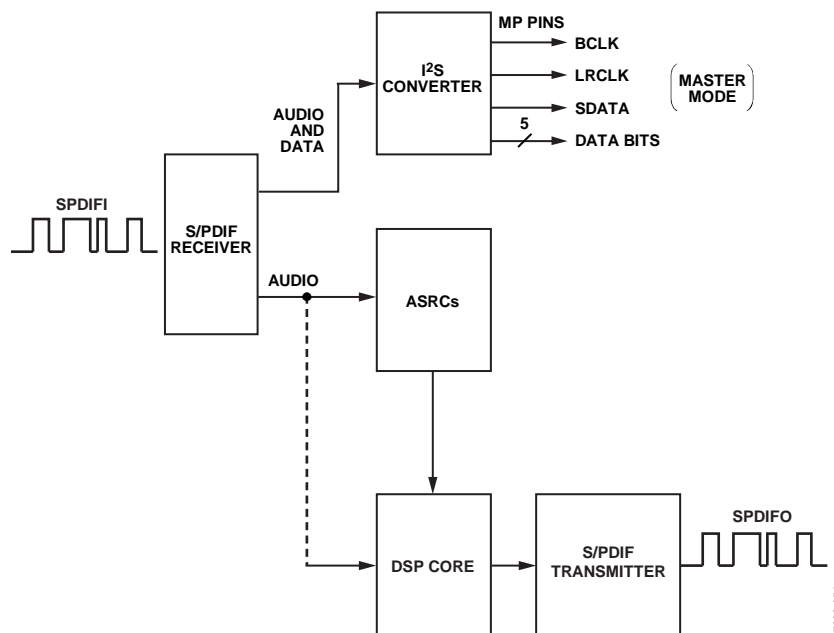 MP PINS
I²S
CONVERTER
BCLK
LRCLK
SDATA
5
DATA BITS
(MASTER
MODE)
AUDIO
AND
DATA
SPDIFI
S/PDIF
RECEIVER
AUDIO
ASRCs
DSP CORE
S/PDIF
TRANSMITTER
SPDIFO